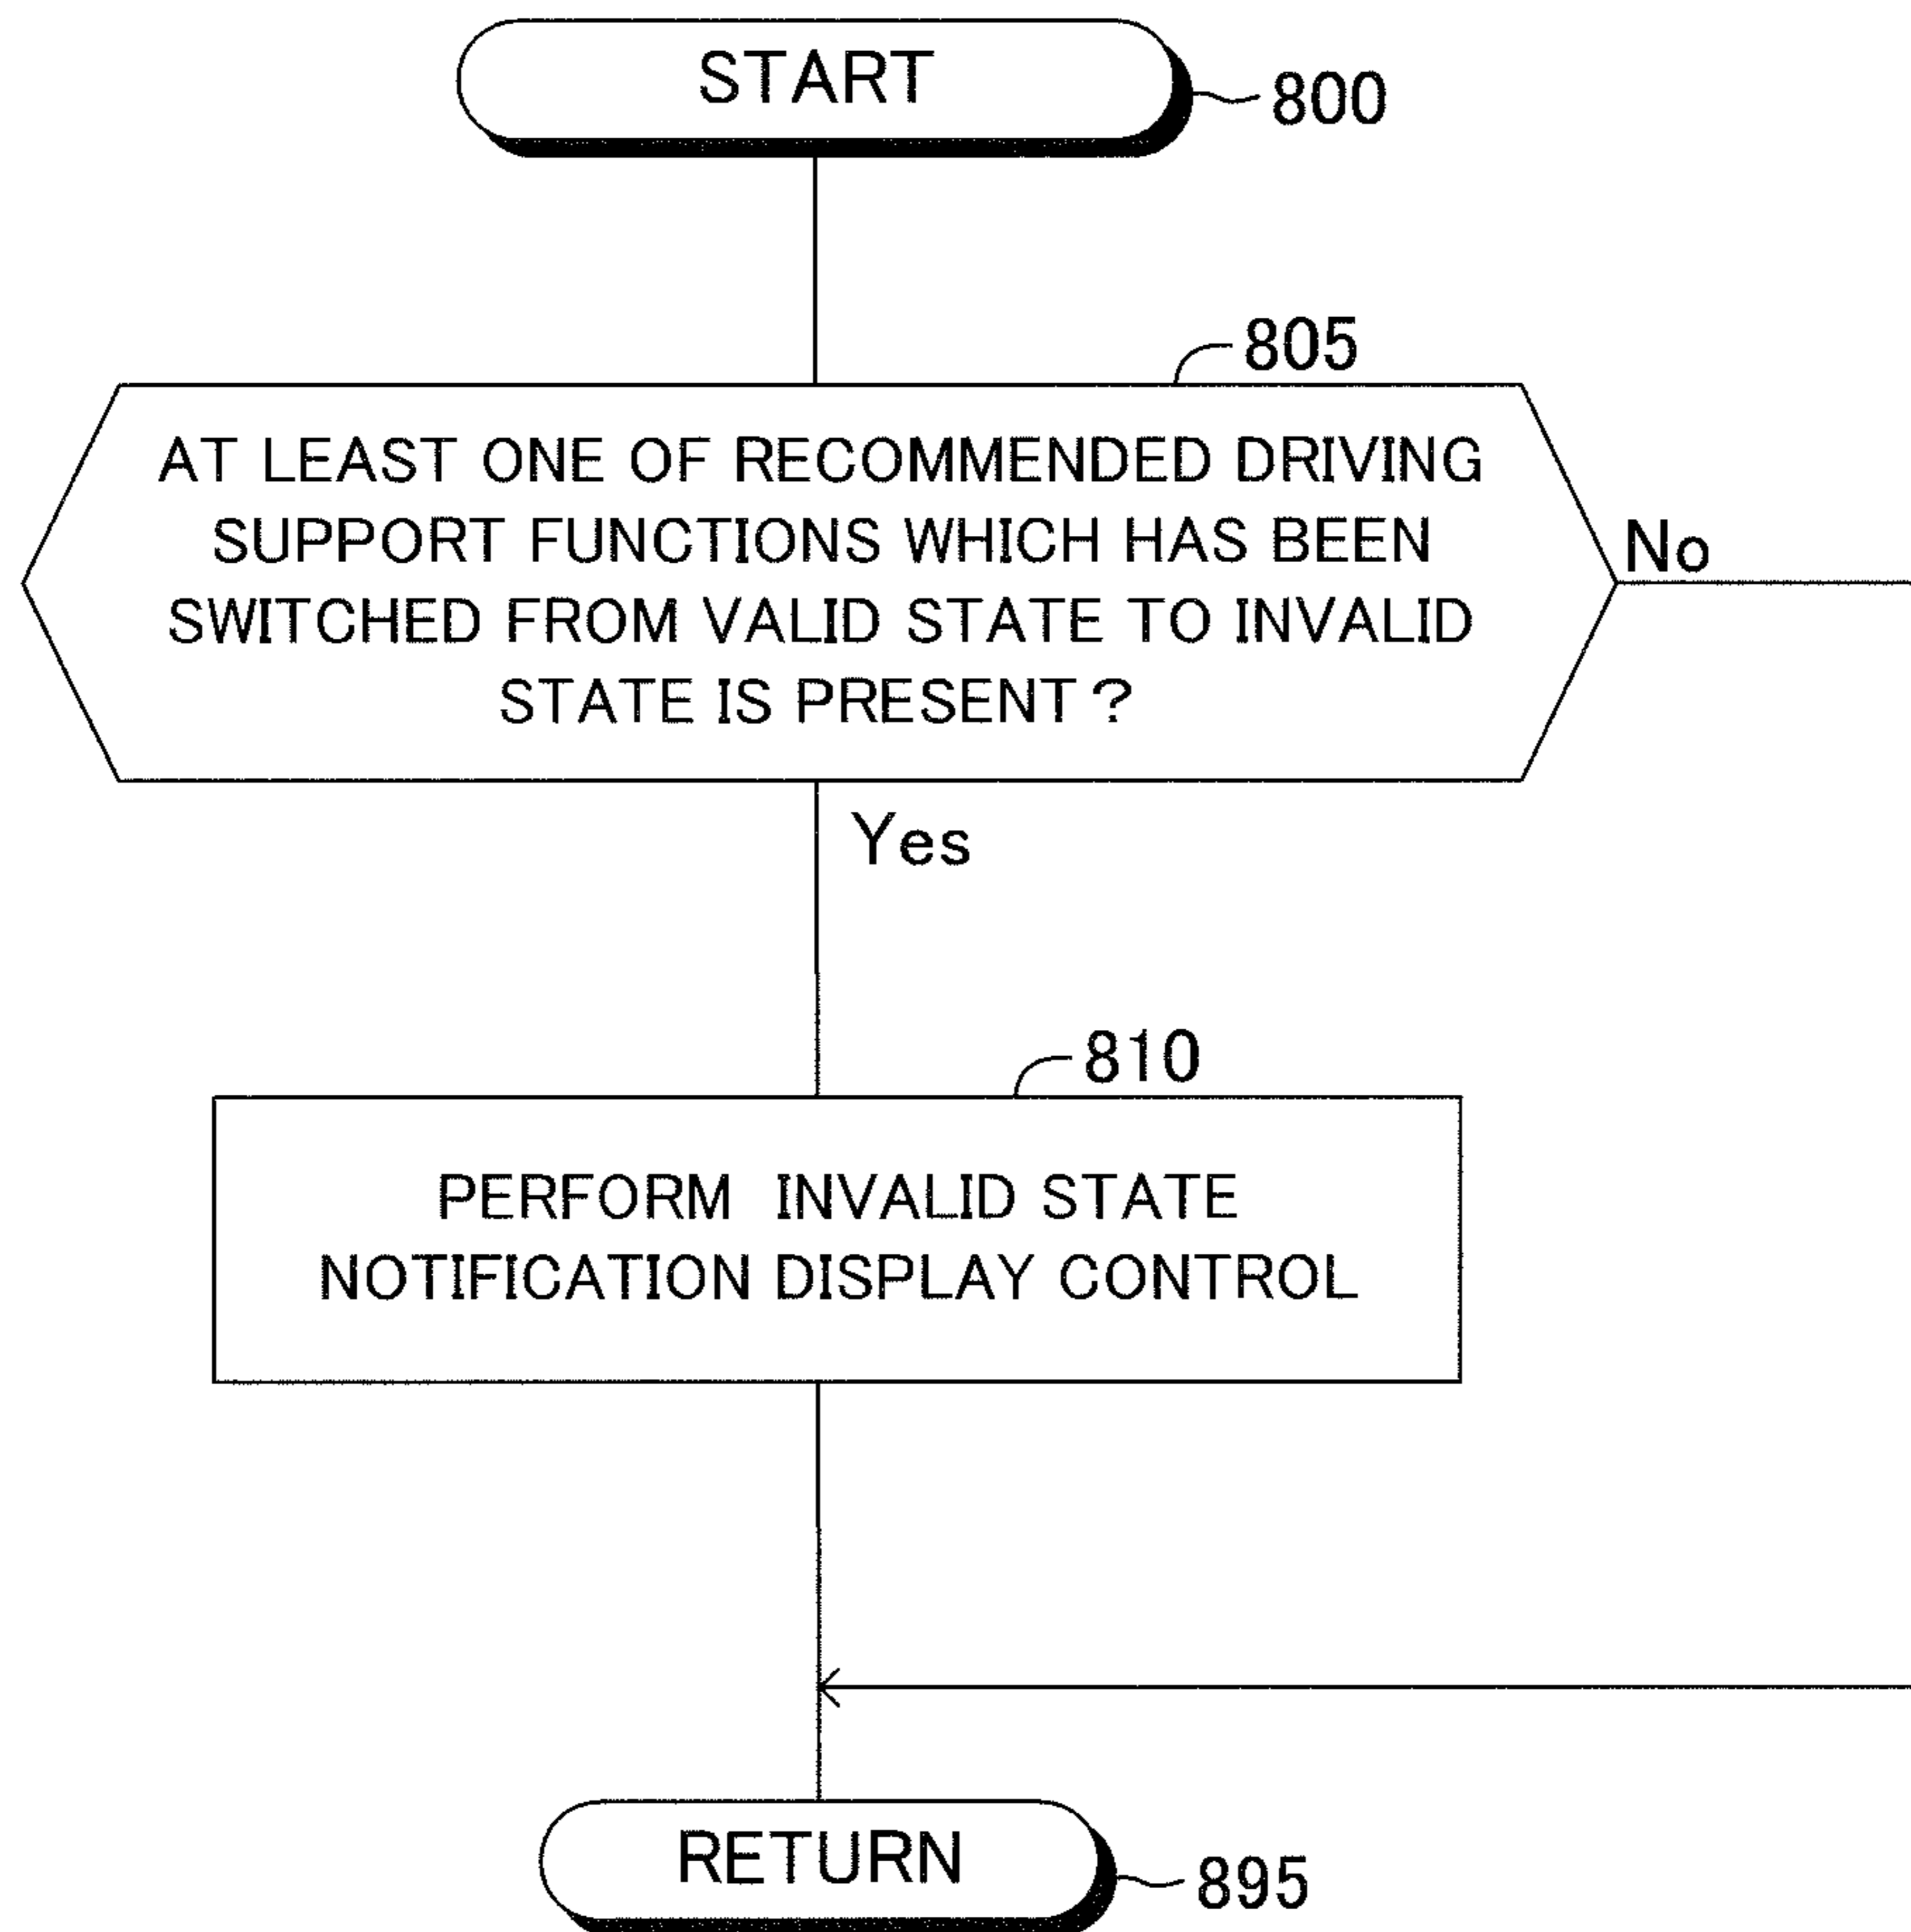 START
800
805
AT LEAST ONE OF RECOMMENDED DRIVING
SUPPORT FUNCTIONS WHICH HAS BEEN
SWITCHED FROM VALID STATE TO INVALID
STATE IS PRESENT ?
No
Yes
810
PERFORM INVALID STATE
NOTIFICATION DISPLAY CONTROL
RETURN
895